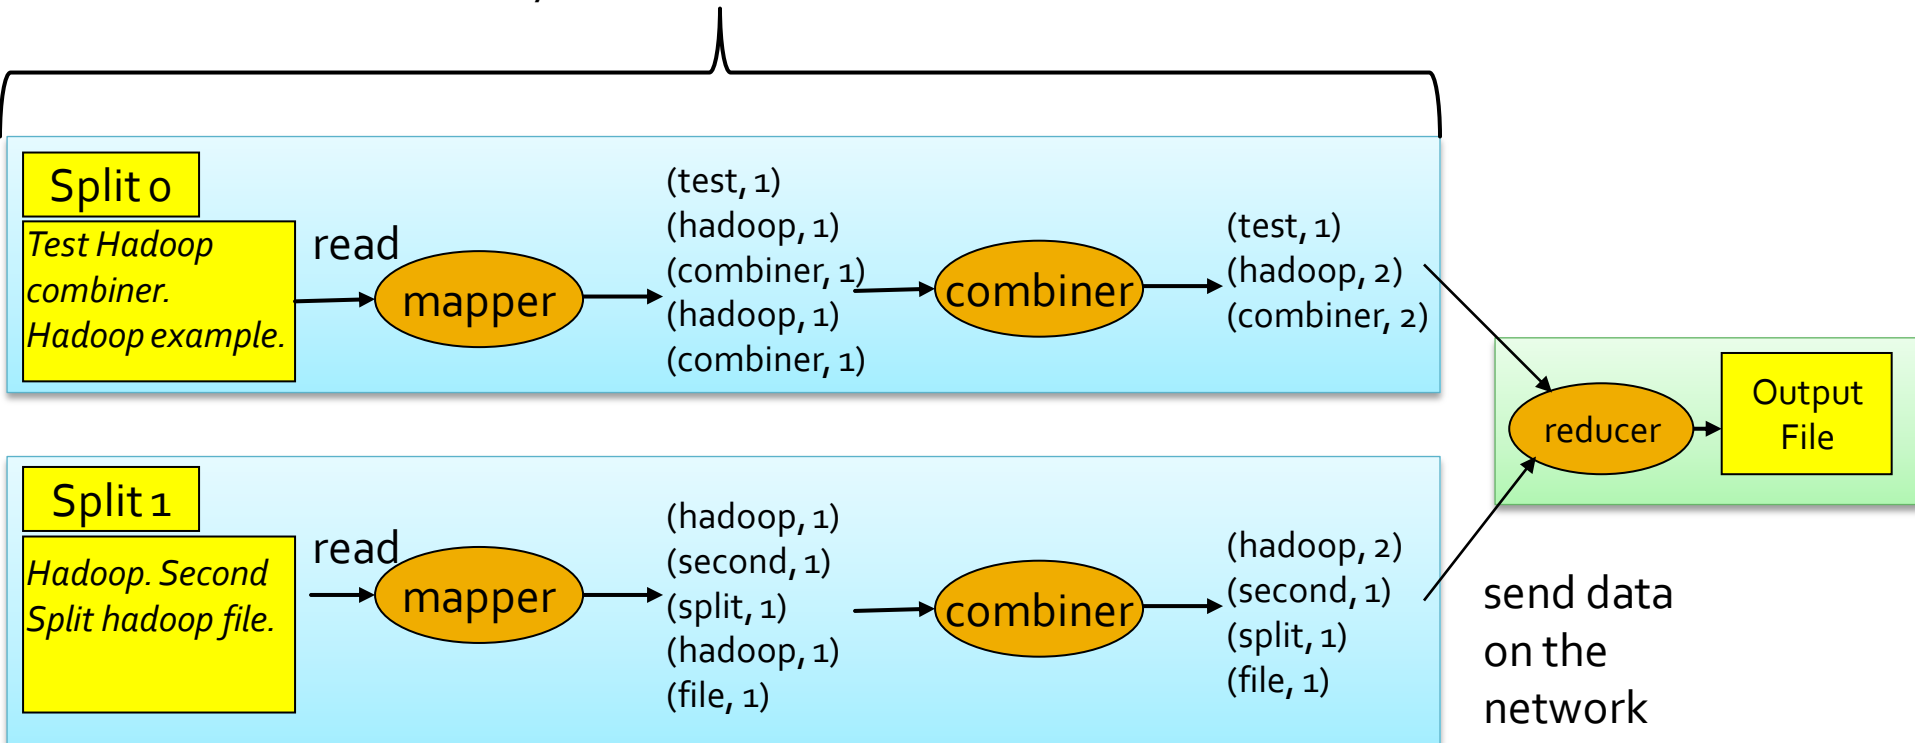 Split 0
Test Hadoop
combiner.
Hadoop example.
read
mapper
(test, 1)
(hadoop, 1)
(combiner, 1)
(hadoop, 1)
(combiner, 1)
combiner
(test, 1)
(hadoop, 2)
(combiner, 2)
Split 1
Hadoop. Second
Split hadoop file.
read
mapper
(hadoop, 1)
(second, 1)
(split, 1)
(hadoop, 1)
(file, 1)
combiner
(hadoop, 2)
(second, 1)
(split, 1)
(file, 1)
reducer
Output
File
send data
on the
network